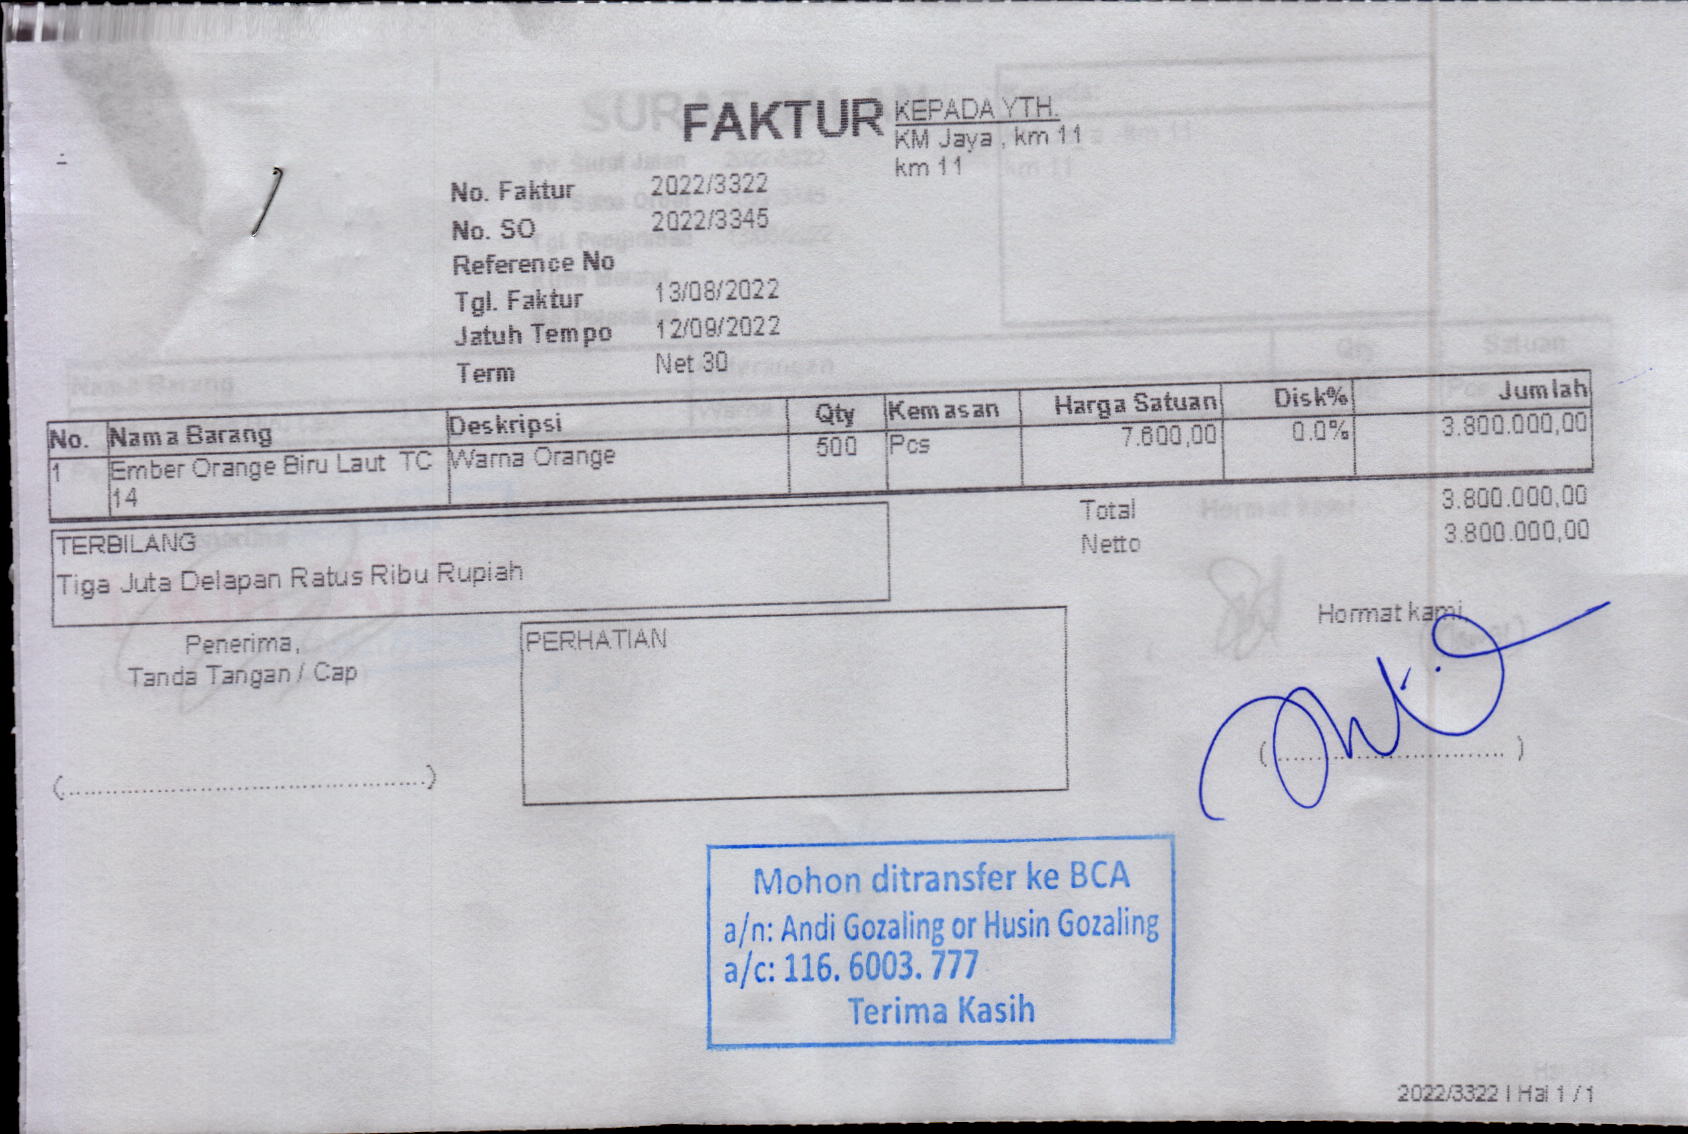 FAKTUR
KEPADA YTH.
KM Jaya , km 11
km 11
No. Faktur 2022/3322
No. SO 2022/3345
Reference No
Tgl. Faktur 13/08/2022
Jatuh Tempo 12/09/2022
Term Net 30
No. Nama Barang Deskripsi Qty Kemasan Harga Satuan Disk% Jumlah
1 Ember Orange Biru Laut TC Warna Orange 500 Pcs 7.600,00 0.0% 3.800.000,00
14
Total 3.800.000,00
Netto 3.800.000,00
TERBILANG
Tiga Juta Delapan Ratus Ribu Rupiah
Penerima,
Tanda Tangan / Cap
PERHATIAN
Hormat kami,
(..............................................)
(.............................. )
Mohon ditransfer ke BCA
a/n: Andi Gozaling or Husin Gozaling
a/c: 116. 6003. 777
Terima Kasih
2022/3322 | Hal 1 / 1